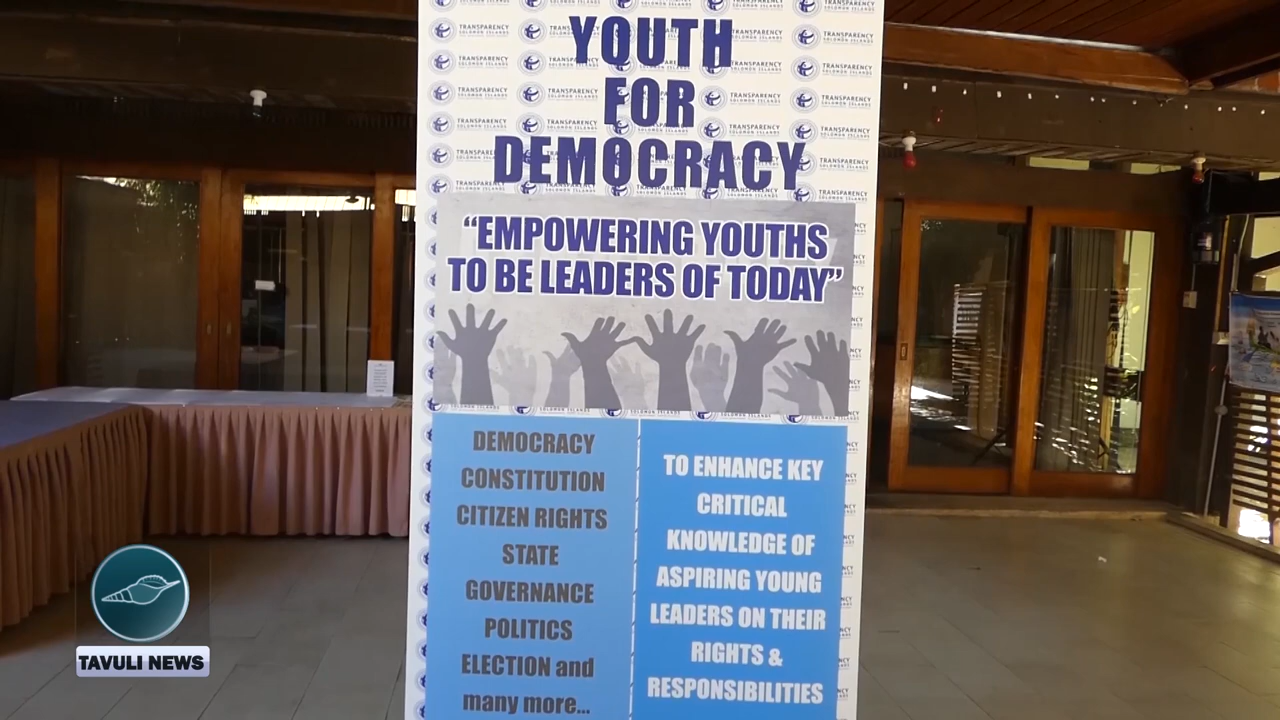 YOUTH
FOR
DEMOCRACY
TRANSPARENCY
SOLOMON ISLANDS
“EMPOWERING YOUTHS
TO BE LEADERS OF TODAY”
DEMOCRACY
CONSTITUTION
CITIZEN RIGHTS
STATE
GOVERNANCE
POLITICS
ELECTION and
many more...
TO ENHANCE KEY
CRITICAL
KNOWLEDGE OF
ASPIRING YOUNG
LEADERS ON THEIR
RIGHTS &
RESPONSIBILITIES
TAVULI NEWS